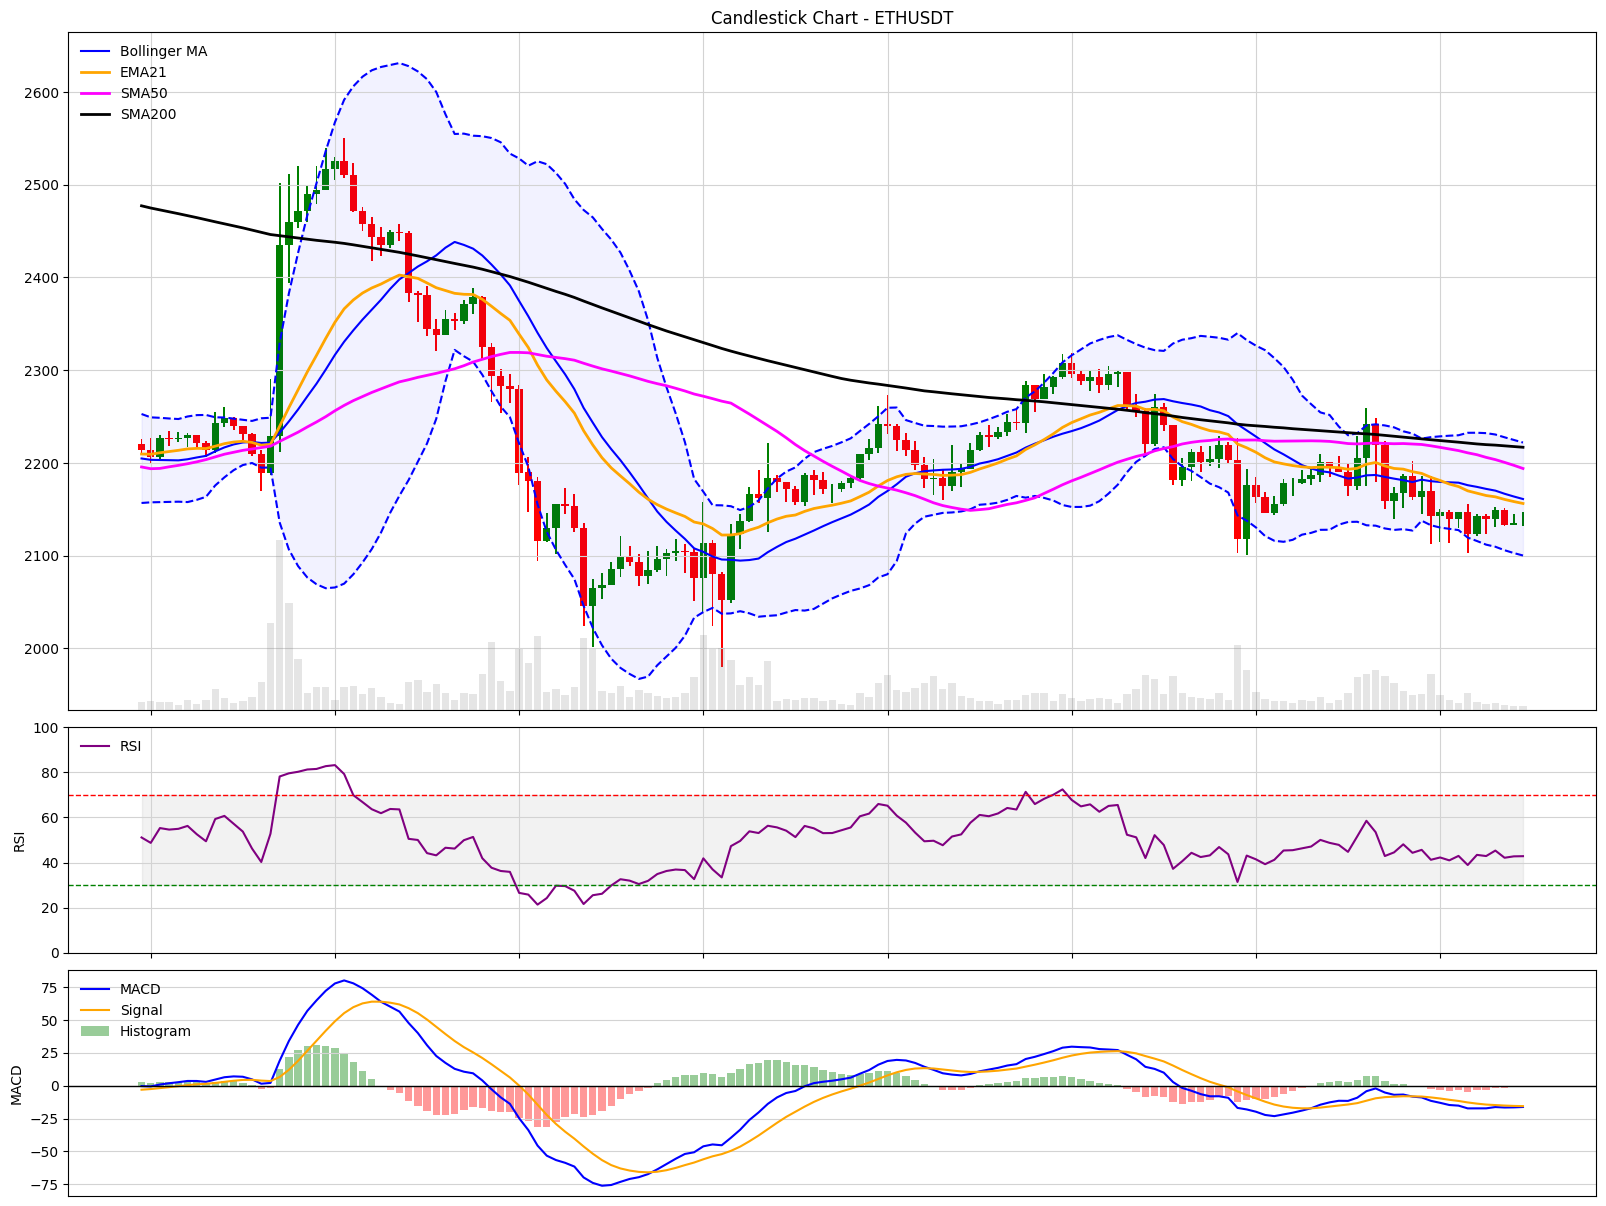 Candlestick Chart - ETHUSDT
Bollinger MA
EMA21
SMA50
SMA200
2600
2500
2400
2300
2200
2100
2000
100
80
60
40
20
0
RSI
RSI
75
50
25
0
−25
−50
−75
MACD
MACD
Signal
Histogram